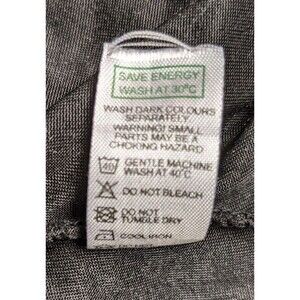 SAVE ENERGY
WASH AT 30°C
WASH DARK COLOURS
SEPARATELY
WARNING! SMALL
PARTS MAY BE A
CHOKING HAZARD
40 GENTLE MACHINE
WASH AT 40°C
DO NOT BLEACH
DO NOT
TUMBLE DRY
COOL IRON